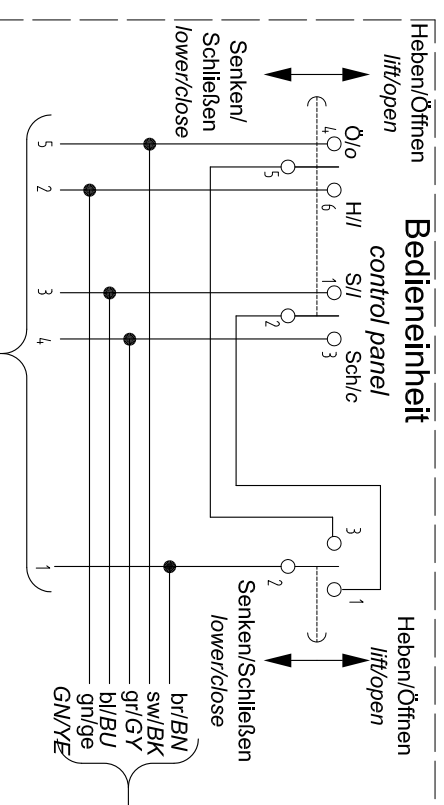 Bedieneinheit
control panel
Heben/Öffnen
lift/open
Senken/
Schließen
lower/close
Heben/Öffnen
lift/open
Senken/Schließen
lower/close
Ö/o
H/l
S/l
Sch/c
4
5
6
1
2
3
3
1
2
5
2
3
4
1
br/BN
sw/BK
gr/GY
bl/BU
gn/ge
GN/YE